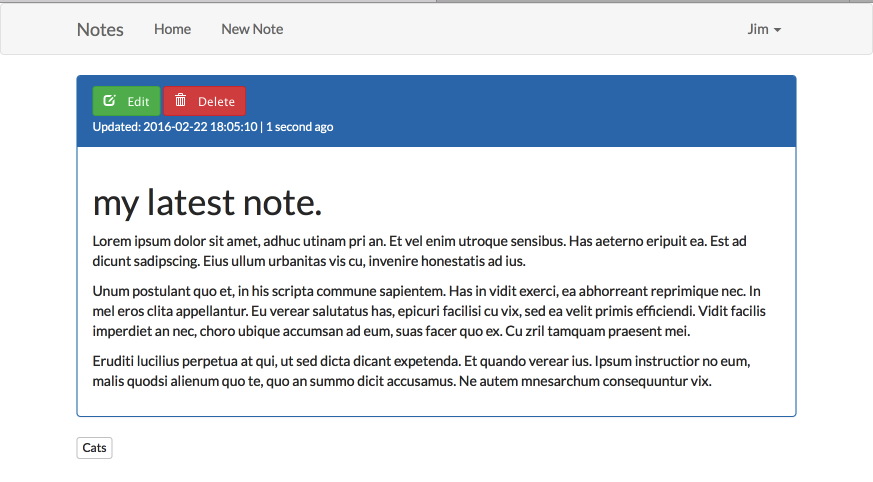 Notes Home New Note Jim
Edit Delete
Updated: 2016-02-22 18:05:10 | 1 second ago
my latest note.
Lorem ipsum dolor sit amet, adhuc utinam pri an. Et vel enim utroque sensibus. Has aeterno eripuit ea. Est ad
dicunt sadipscing. Eius ullum urbanitas vis cu, invenire honestatis ad ius.
Unum postulant quo et, in his scripta commune sapientem. Has in vidit exerci, ea abhorreant reprimique nec. In
mel eros clita appellantur. Eu verear salutatus has, epicuri facilisi cu vix, sed ea velit primis efficiendi. Vidit facilis
imperdiet an nec, choro ubique accumsan ad eum, suas facer quo ex. Cu zril tamquam praesent mei.
Eruditi lucilius perpetua at qui, ut sed dicta dicant expetenda. Et quando verear ius. Ipsum instructior no eum,
malis quodsi alienum quo te, quo an summo dicit accusamus. Ne autem mnesarchum consequuntur vix.
Cats